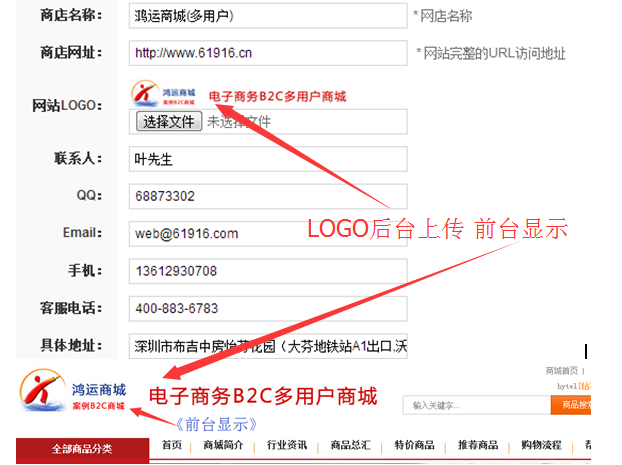 商店名称： 鸿运商城(多用户) * 网店名称
商店网址： http://www.61916.cn * 网站完整的URL访问地址
鸿运商城 电子商务B2C多用户商城
案例B2C商城
网站LOGO：
选择文件 未选择文件
联系人： 叶先生
QQ： 68873302
LOGO后台上传 前台显示
Email： web@61916.com
手机： 13612930708
客服电话： 400-883-6783
具体地址： 深圳市布吉中房怡芬花园（大芬地铁站A1出口,沃
商城首页 |
鸿运商城 电子商务B2C多用户商城
案例B2C商城
输入关键字... 商品搜索
《前台显示》
全部商品分类 首页 | 商城简介 | 行业资讯 | 商品总汇 | 特价商品 | 推荐商品 | 购物流程 |